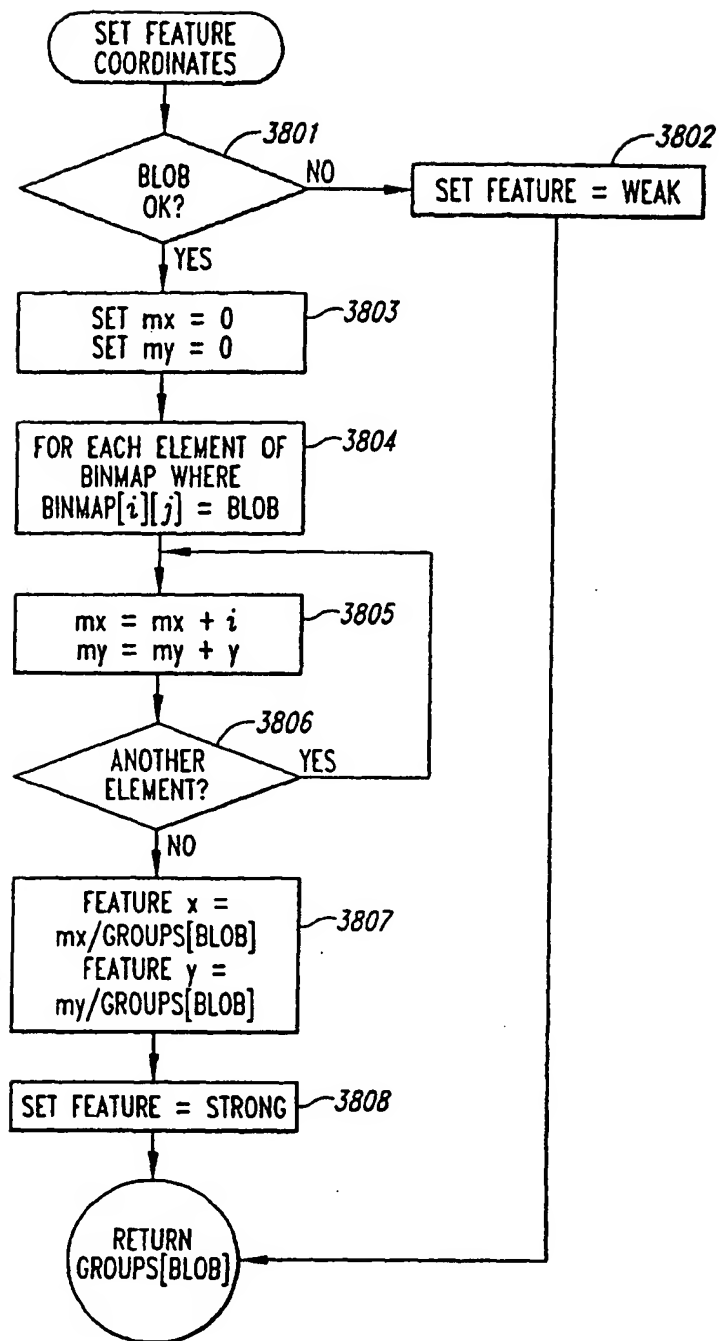 SET FEATURE
COORDINATES
3801
BLOB
OK?
NO
3802
SET FEATURE = WEAK
YES
SET mx = 0
SET my = 0
3803
FOR EACH ELEMENT OF
BINMAP WHERE
BINMAP[i][j] = BLOB
3804
mx = mx + i
my = my + y
3805
3806
ANOTHER
ELEMENT?
YES
NO
FEATURE x =
mx/GROUPS[BLOB]
FEATURE y =
my/GROUPS[BLOB]
3807
SET FEATURE = STRONG
3808
RETURN
GROUPS[BLOB]